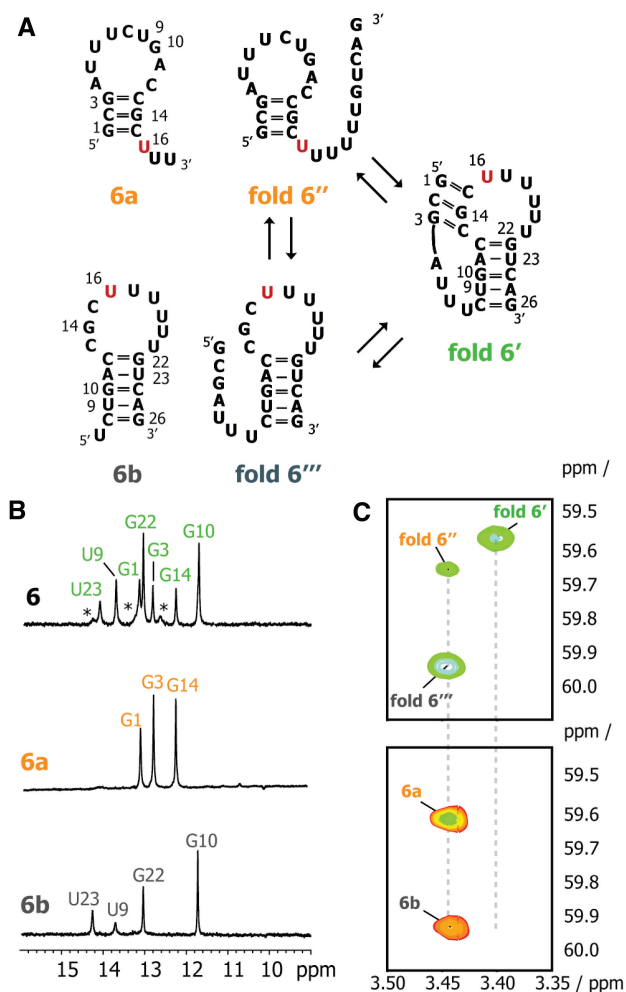 A
U U U C U G A C
9
10
A
3
G=C
C=G
G=C
14
1
5'
16
U U U
3'
6a
U U U C U G A C
A
G=C
C=G
G=C
5'
U U U U U U G U C A G
3'
fold 6″
5'
1
G=C
C=G
G=C
3
14
16
U U U U U U
22
C=G
A–U
G=C
U–A
C=G
23
10
9
26
3'
A U U U
fold 6′
16
U U U U U U
C
14
G
C
C=G
A–U
G=C
U–A
C=G
22
23
10
9
26
3'
U
5'
6b
U U U U U U
C
G
C
5'
G C G A U U U
C=G
A–U
G=C
U–A
C=G
3'
fold 6‴
B
6
U23
*
U9
G1
*
G22
G3
*
G14
G10
6a
G1
G3
G14
6b
U23
U9
G22
G10
15 14 13 12 11 10 ppm
C
ppm /
fold 6′
fold 6″
fold 6‴
59.5
59.6
59.7
59.8
59.9
60.0
ppm /
6a
6b
59.5
59.6
59.7
59.8
59.9
60.0
3.50 3.45 3.40 3.35 / ppm